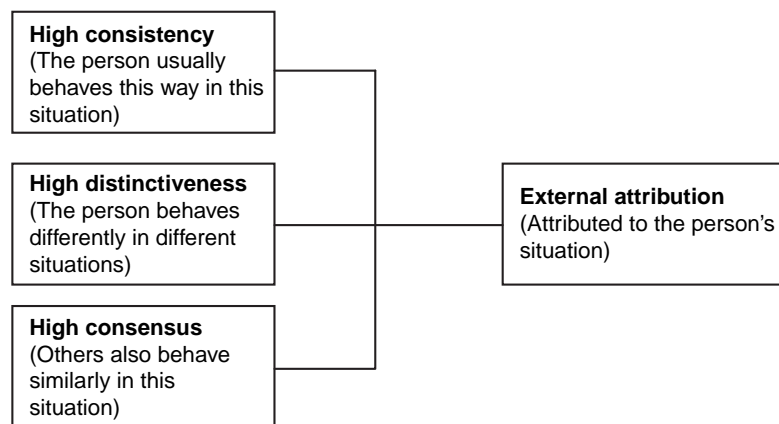 High consistency
(The person usually
behaves this way in this
situation)
High distinctiveness
(The person behaves
differently in different
situations)
High consensus
(Others also behave
similarly in this
situation)
External attribution
(Attributed to the person’s
situation)